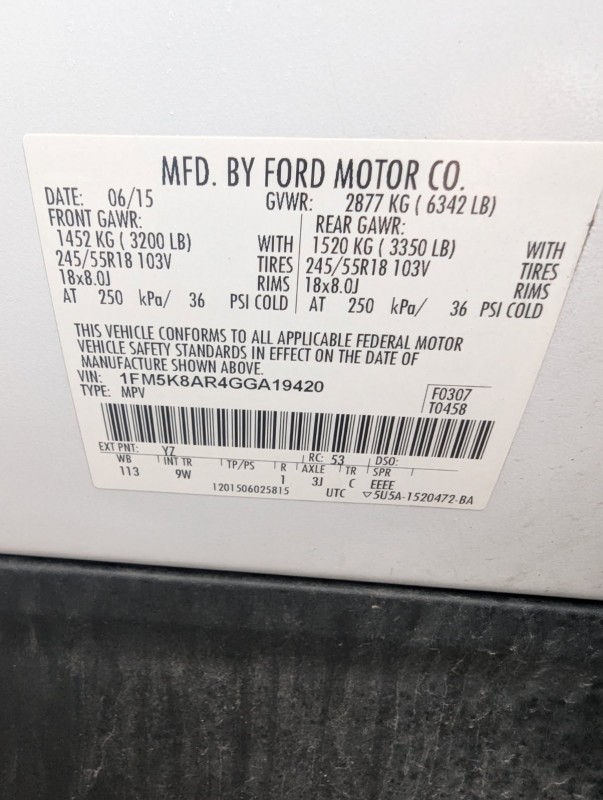 MFD. BY FORD MOTOR CO.
DATE: 06/15 GVWR: 2877 KG ( 6342 LB)
FRONT GAWR: REAR GAWR:
1452 KG ( 3200 LB) WITH 1520 KG ( 3350 LB) WITH
245/55R18 103V TIRES 245/55R18 103V TIRES
18x8.0J RIMS 18x8.0J RIMS
AT 250 kPa/ 36 PSI COLD AT 250 kPa/ 36 PSI COLD
THIS VEHICLE CONFORMS TO ALL APPLICABLE FEDERAL MOTOR
VEHICLE SAFETY STANDARDS IN EFFECT ON THE DATE OF
MANUFACTURE SHOWN ABOVE.
VIN: 1FM5K8AR4GGA19420 F0307
TYPE: MPV T0458
EXT PNT: YZ RC: 53 DSO:
WB INT TR TP/PS R AXLE TR SPR
113 9W 1 3J C EEEE
1201506025815 UTC ▽5U5A-1520472-BA